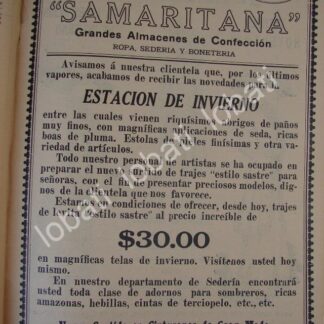 "SAMARITANA"
Grandes Almacenes de Confección
ROPA, SEDERIA Y BONETERIA
Avisamos á nuestra clientela que, por los últimos
vapores, acabamos de recibir las novedades para la
ESTACION DE INVIERNO
entre las cuales vienen riquísimos abrigos de paños
muy finos, con magníficas aplicaciones de seda, ricas
boas de pluma. Estolas de pieles finísimas y otra va-
riedad de artículos.
Todo nuestro personal de artistas se ha ocupado en
preparar el nuevo surtido de trajes "estilo sastre" para
señoras, con el fin de presentar preciosos modelos, dig-
nos de la clientela que nos favorece.
Estamos en condiciones de ofrecer, desde hoy, trajes
de levita "estilo sastre" al precio increíble de
$30.00
en magníficas telas de invierno. Visítenos usted hoy
mismo.
En nuestro departamento de Sedería encontrará
usted toda clase de adornos para sombreros, ricas
amazonas, hebillas, cintas de terciopelo, etc., etc.